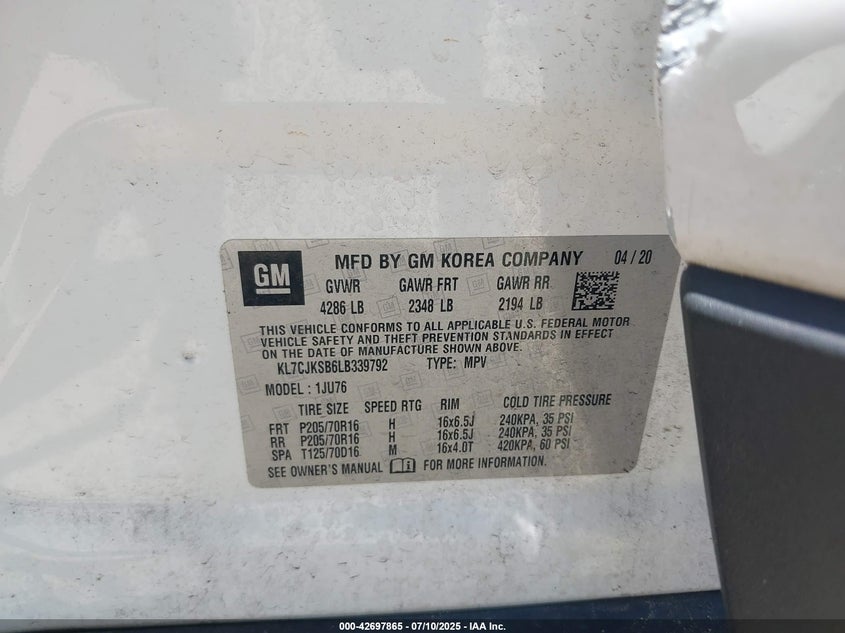 GM
MFD BY GM KOREA COMPANY 04 / 20
GVWR GAWR FRT GAWR RR
4286 LB 2348 LB 2194 LB
THIS VEHICLE CONFORMS TO ALL APPLICABLE U.S. FEDERAL MOTOR
VEHICLE SAFETY AND THEFT PREVENTION STANDARDS IN EFFECT
ON THE DATE OF MANUFACTURE SHOWN ABOVE.
KL7CJKSB6LB339792 TYPE: MPV
MODEL : 1JU76
TIRE SIZE SPEED RTG RIM COLD TIRE PRESSURE
FRT P205/70R16 H 16x6.5J 240KPA, 35 PSI
RR P205/70R16 H 16x6.5J 240KPA, 35 PSI
SPA T125/70D16 M 16x4.0T 420KPA, 60 PSI
SEE OWNER'S MANUAL FOR MORE INFORMATION.
000-42697865 - 07/10/2025 - IAA Inc.